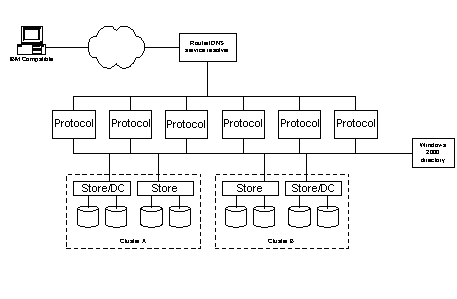 IBM Compatible
Router/DNS
service resolver
Protocol
Protocol
Protocol
Protocol
Protocol
Protocol
Windows
2000
directory
Store/DC
Store
Store
Store/DC
Cluster A
Cluster B